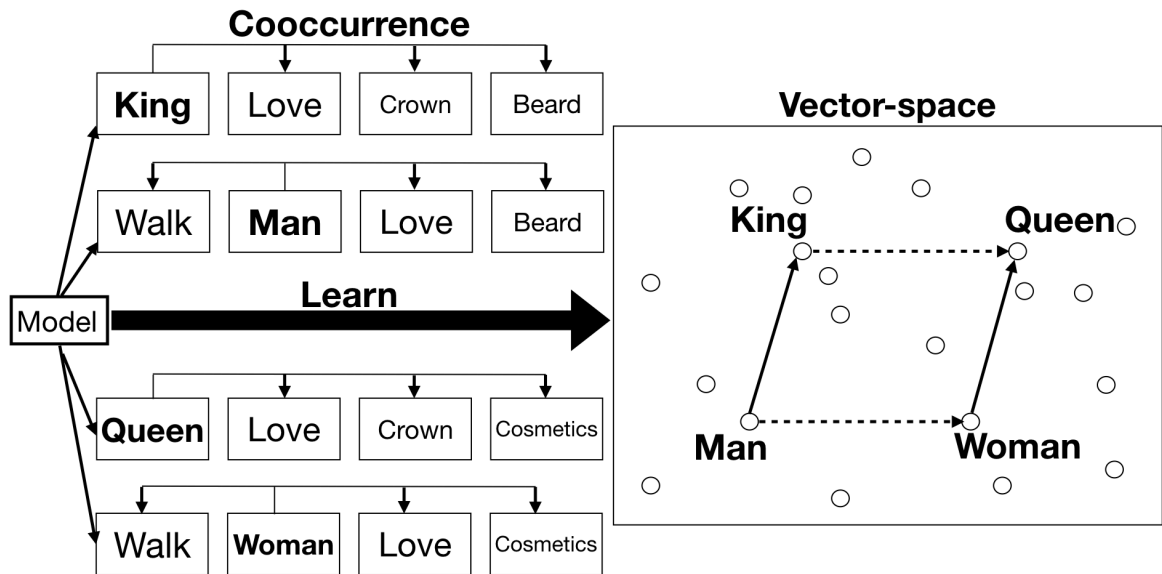 Cooccurrence
King Love Crown Beard
Walk Man Love Beard
Model
Learn
Queen Love Crown Cosmetics
Walk Woman Love Cosmetics
Vector-space
King Queen
Man Woman